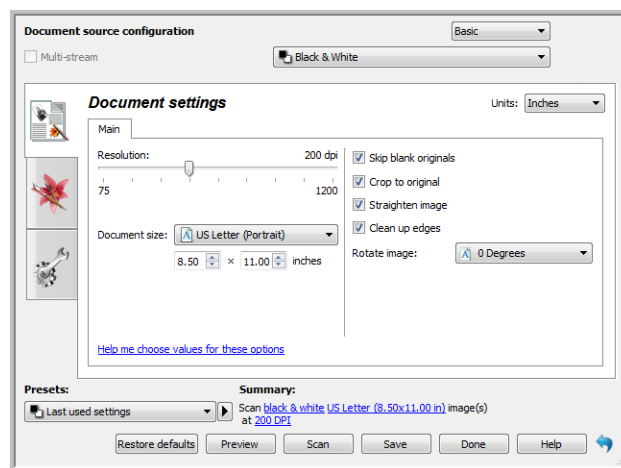 Document source configuration
Basic
Multi-stream
Black & White
Document settings
Units: Inches
Main
Resolution: 200 dpi
75 1200
Skip blank originals
Crop to original
Straighten image
Clean up edges
Document size: US Letter (Portrait)
8.50 × 11.00 inches
Rotate image: 0 Degrees
Help me choose values for these options
Presets:
Last used settings
Summary:
Scan black & white US Letter (8.50x11.00 in) image(s)
at 200 DPI
Restore defaults Preview Scan Save Done Help